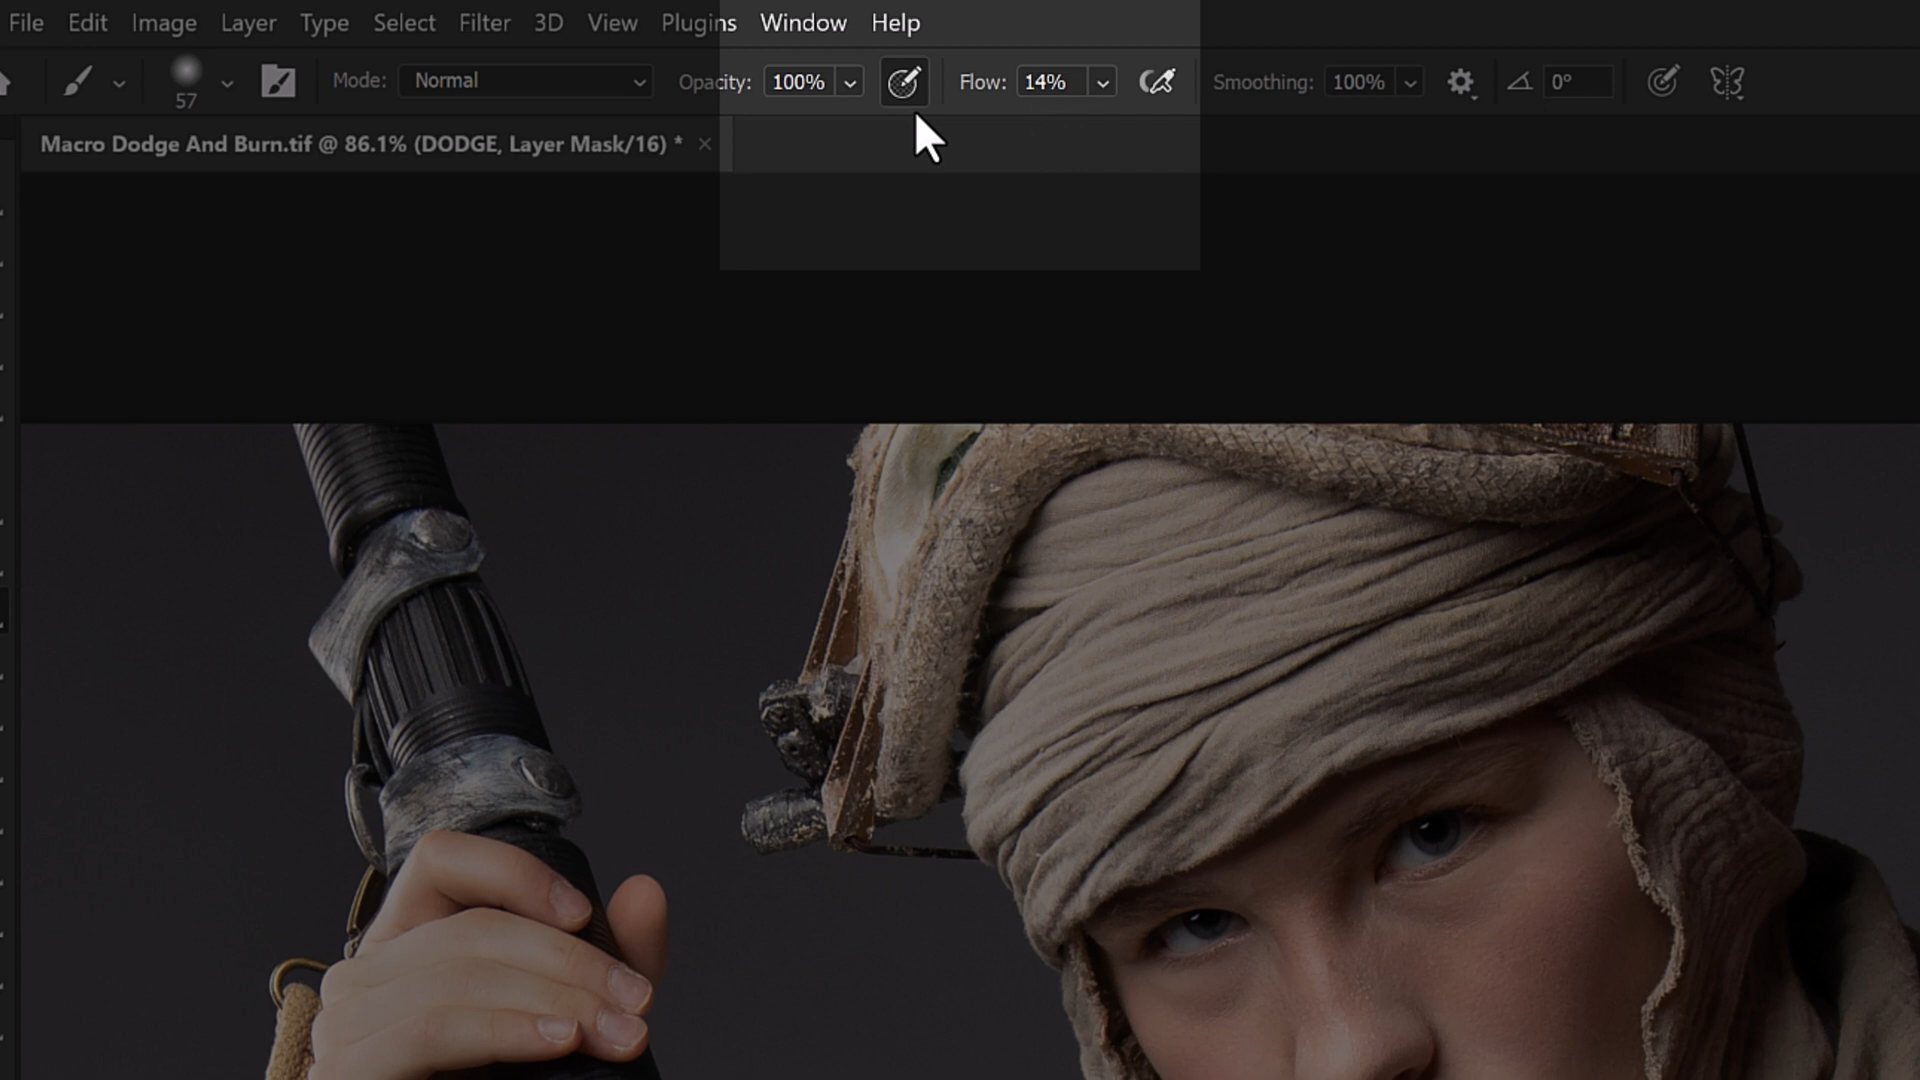 File Edit Image Layer Type Select Filter 3D View Plugins Window Help
57 Mode: Normal Opacity: 100% Flow: 14% Smoothing: 100% 0°
Macro Dodge And Burn.tif @ 86.1% (DODGE, Layer Mask/16) * ×